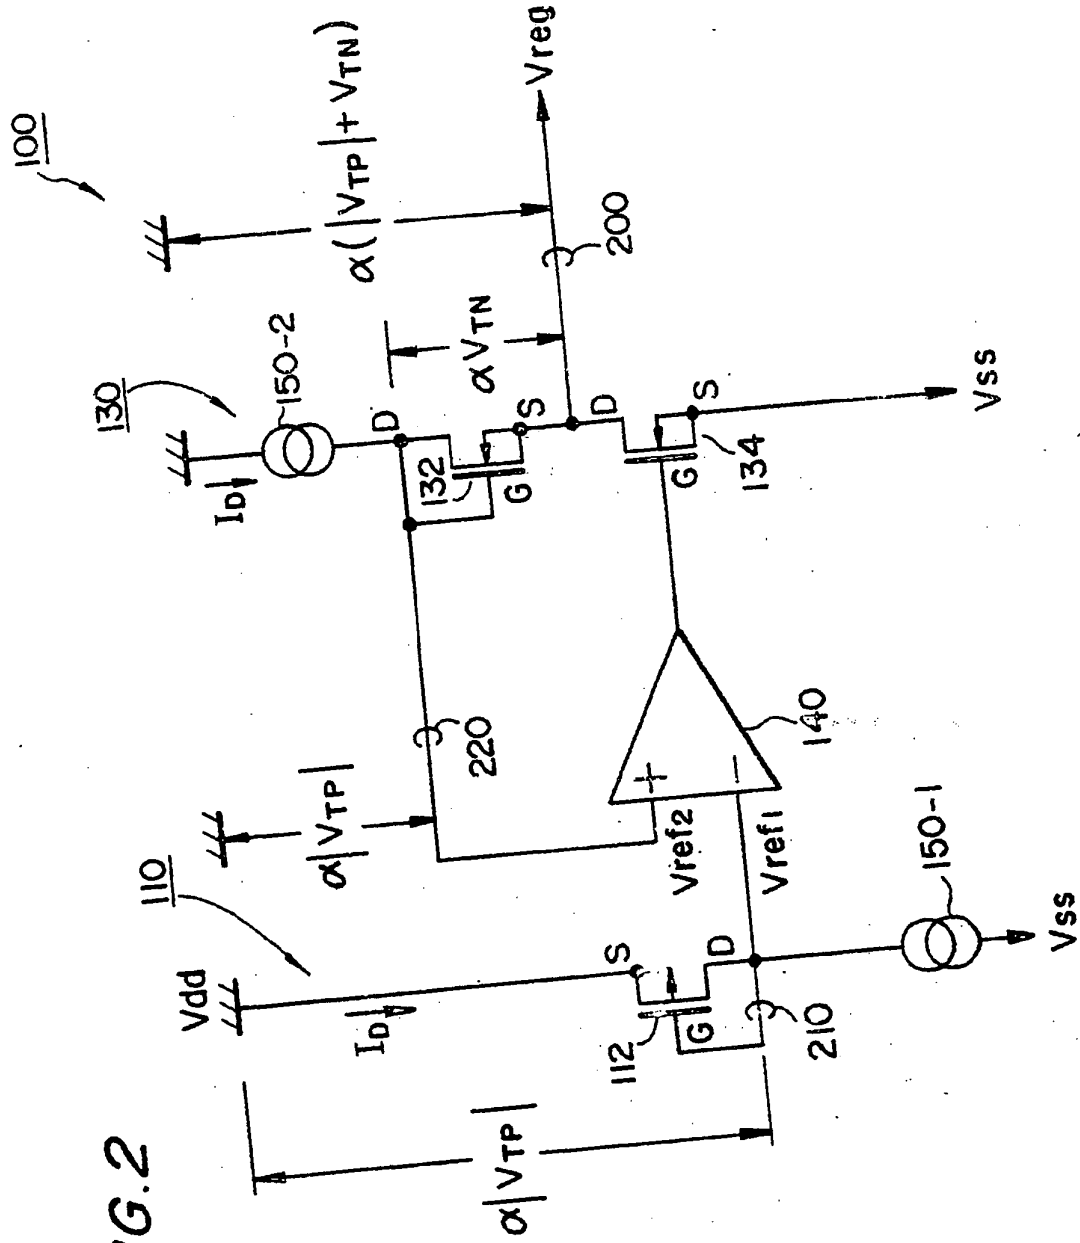 FIG.2
100
Vdd
110
130
150-2
ID
ID
α|VTP|
α|VTP|
α(|VTP|+VTN)
αVTN
Vreg
200
220
D
132
G
S
D
G
S
134
Vss
Vref2
+
Vref1
−
140
S
112
G
D
210
150-1
Vss